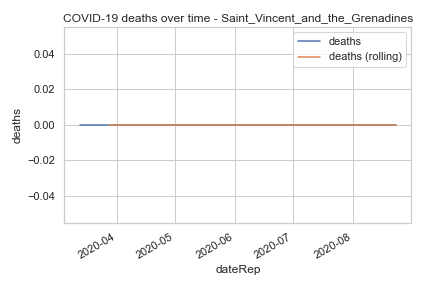 COVID-19 deaths over time - Saint_Vincent_and_the_Grenadines
deaths
deaths (rolling)
0.04
0.02
0.00
−0.02
−0.04
deaths
2020-04
2020-05
2020-06
2020-07
2020-08
dateRep